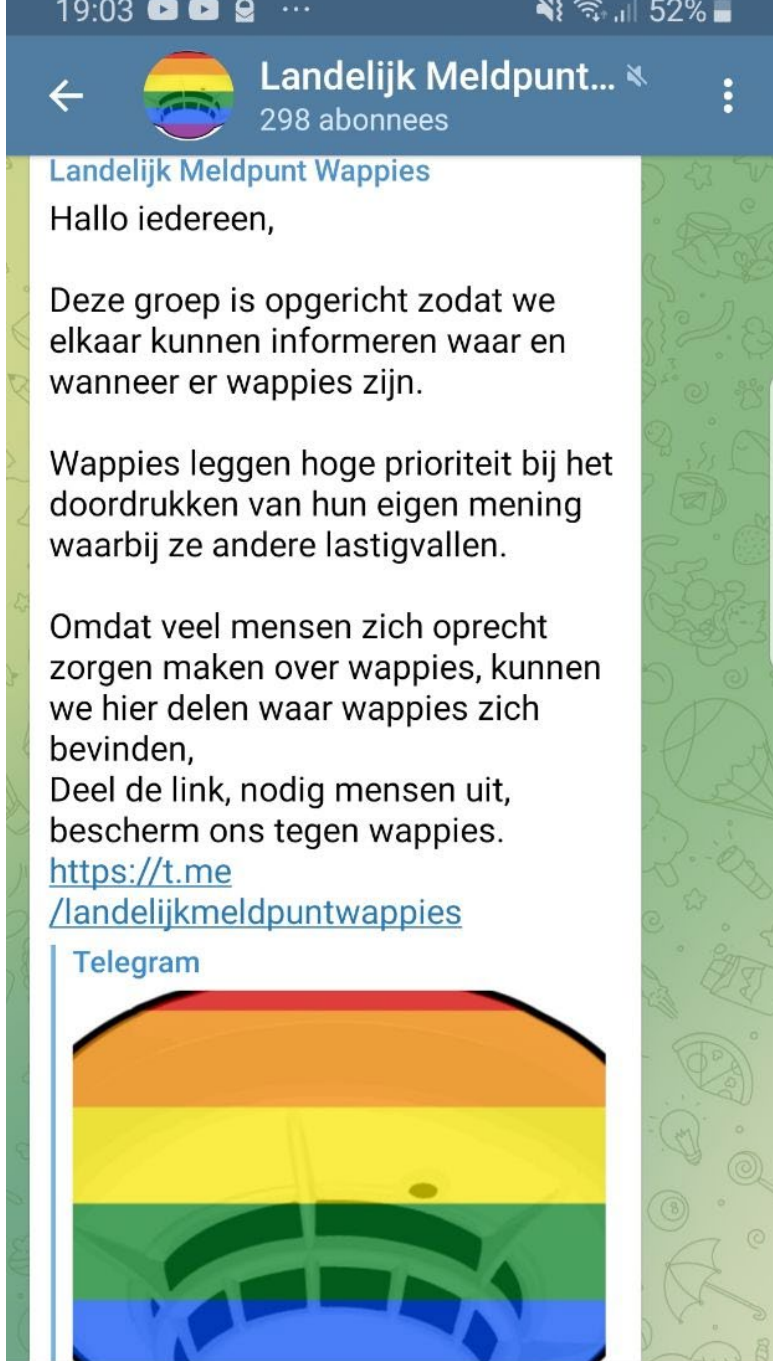 19:03 52%
Landelijk Meldpunt...
298 abonnees
Landelijk Meldpunt Wappies
Hallo iedereen,
Deze groep is opgericht zodat we
elkaar kunnen informeren waar en
wanneer er wappies zijn.
Wappies leggen hoge prioriteit bij het
doordrukken van hun eigen mening
waarbij ze andere lastigvallen.
Omdat veel mensen zich oprecht
zorgen maken over wappies, kunnen
we hier delen waar wappies zich
bevinden,
Deel de link, nodig mensen uit,
bescherm ons tegen wappies.
https://t.me
/landelijkmeldpuntwappies
Telegram